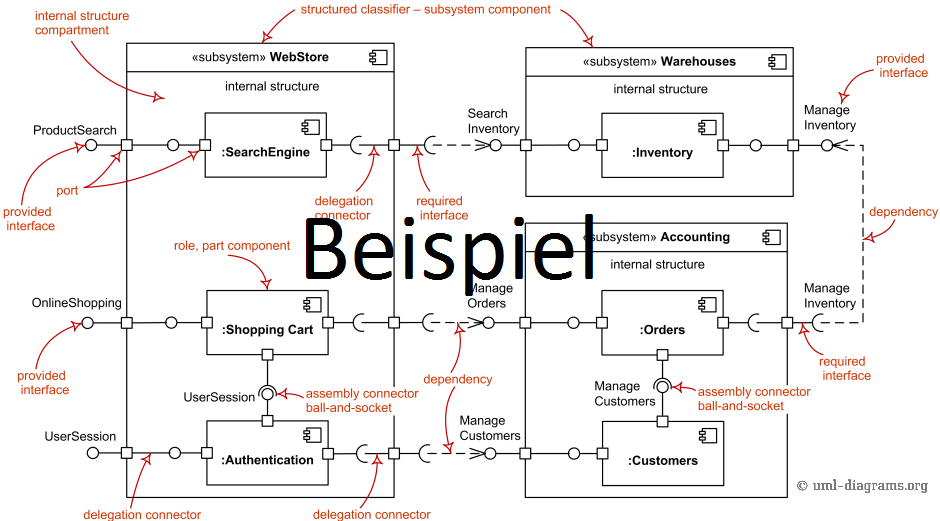 structured classifier – subsystem component
internal structure
compartment
«subsystem» WebStore
internal structure
«subsystem» Warehouses
internal structure
provided
interface
ProductSearch
:SearchEngine
Search
Inventory
:Inventory
Manage
Inventory
port
provided
interface
delegation
connector
required
interface
dependency
role, part component
Beispiel
subsystem» Accounting
internal structure
OnlineShopping
:Shopping Cart
Manage
Orders
:Orders
Manage
Inventory
provided
interface
dependency
required
interface
UserSession
assembly connector
ball-and-socket
Manage
Customers
assembly connector
ball-and-socket
UserSession
:Authentication
Manage
Customers
:Customers
© uml-diagrams.org
delegation connector
delegation connector